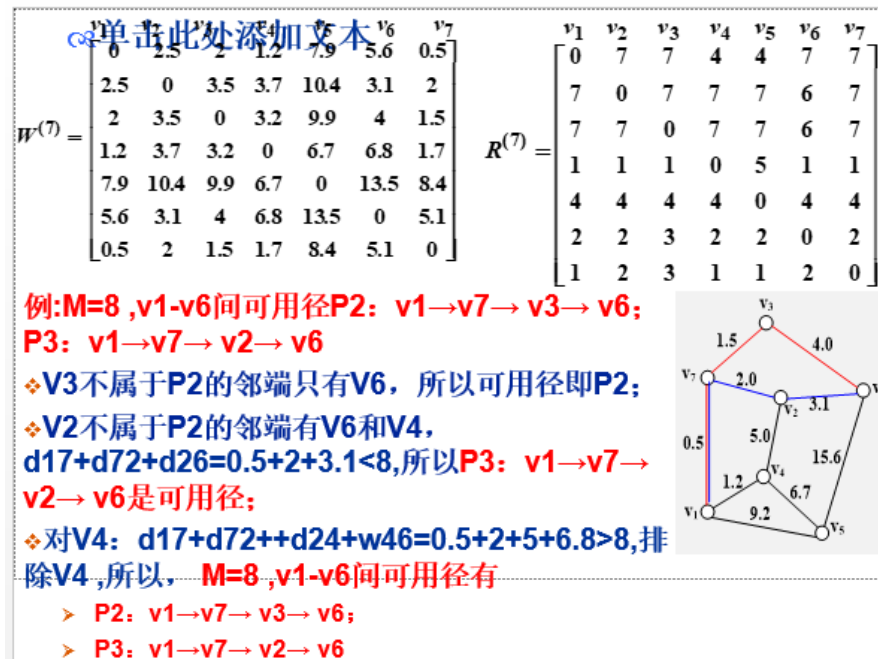 单击此处添加文本
v1 v2 v3 v4 v5 v6 v7
0 2.5 2 1.2 7.9 5.6 0.5
2.5 0 3.5 3.7 10.4 3.1 2
2 3.5 0 3.2 9.9 4 1.5
W(7) =
1.2 3.7 3.2 0 6.7 6.8 1.7
7.9 10.4 9.9 6.7 0 13.5 8.4
5.6 3.1 4 6.8 13.5 0 5.1
0.5 2 1.5 1.7 8.4 5.1 0
v1 v2 v3 v4 v5 v6 v7
0 7 7 4 4 7 7
7 0 7 7 7 6 7
7 7 0 7 7 6 7
R(7) =
1 1 1 0 5 1 1
4 4 4 4 0 4 4
2 2 3 2 2 0 2
1 2 3 1 1 2 0
例:M=8 ,v1-v6间可用径P2：v1→v7→ v3→ v6；
P3：v1→v7→ v2→ v6
V3不属于P2的邻端只有V6，所以可用径即P2；
V2不属于P2的邻端有V6和V4，
d17+d72+d26=0.5+2+3.1<8,所以P3：v1→v7→
v2→ v6是可用径；
对V4：d17+d72++d24+w46=0.5+2+5+6.8>8,排
除V4 ,所以， M=8 ,v1-v6间可用径有
P2：v1→v7→ v3→ v6；
P3：v1→v7→ v2→ v6
v3
1.5
4.0
v7
2.0
v
v2
3.1
0.5
5.0
15.6
v4
1.2
6.7
v1
9.2
v5